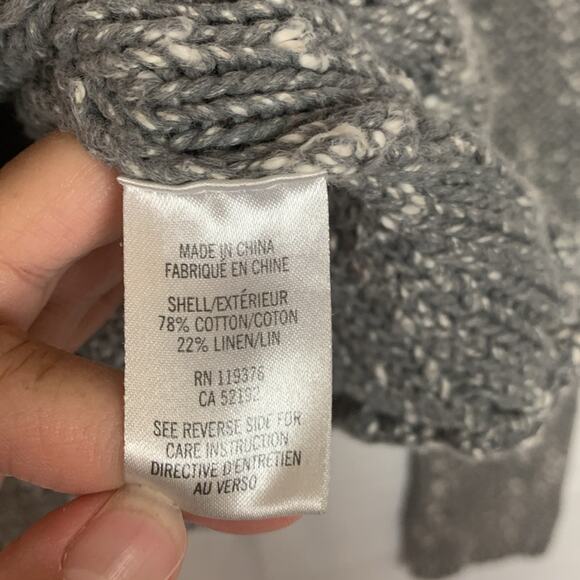 MADE IN CHINA
FABRIQUÉ EN CHINE
SHELL/EXTÉRIEUR
78% COTTON/COTON
22% LINEN/LIN
RN 119376
CA 52192
SEE REVERSE SIDE FOR
CARE INSTRUCTION
DIRECTIVE D'ENTRETIEN
AU VERSO